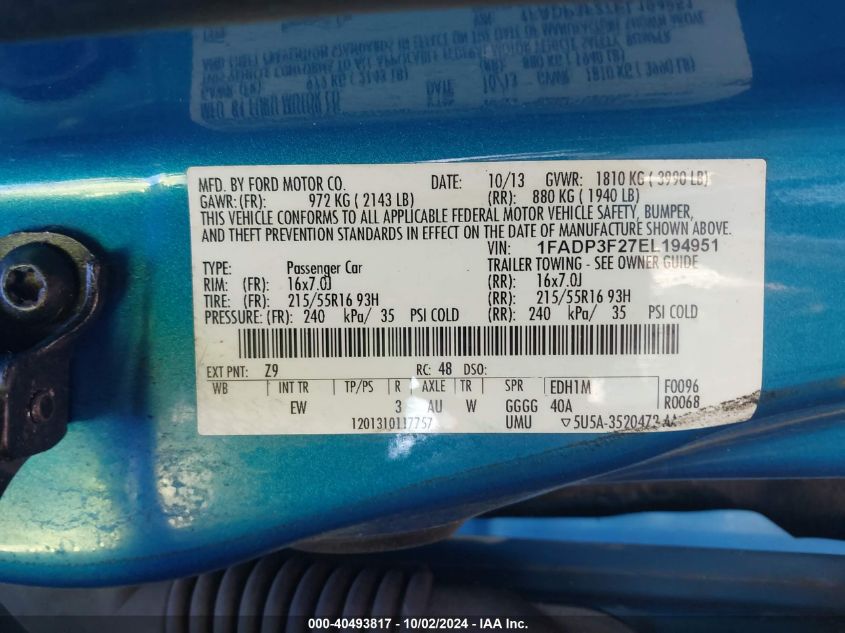 MFD. BY FORD MOTOR CO. DATE: 10/13 GVWR: 1810 KG ( 3990 LB)
GAWR:(FR): 972 KG ( 2143 LB) (RR): 880 KG ( 1940 LB)
THIS VEHICLE CONFORMS TO ALL APPLICABLE FEDERAL MOTOR VEHICLE SAFETY, BUMPER,
AND THEFT PREVENTION STANDARDS IN EFFECT ON THE DATE OF MANUFACTURE SHOWN ABOVE.
VIN: 1FADP3F27EL194951
TYPE: Passenger Car TRAILER TOWING - SEE OWNER GUIDE
RIM: (FR): 16x7.0J (RR): 16x7.0J
TIRE: (FR): 215/55R16 93H (RR): 215/55R16 93H
PRESSURE: (FR): 240 kPa/ 35 PSI COLD (RR): 240 kPa/ 35 PSI COLD
EXT PNT: Z9 RC: 48 DSO:
WB INT TR TP/PS R AXLE TR SPR EDH1M F0096
EW 3 AU W GGGG 40A R0068
1201310117757 UMU ▽5U5A-3520472-AA
000-40493817 - 10/02/2024 - IAA Inc.